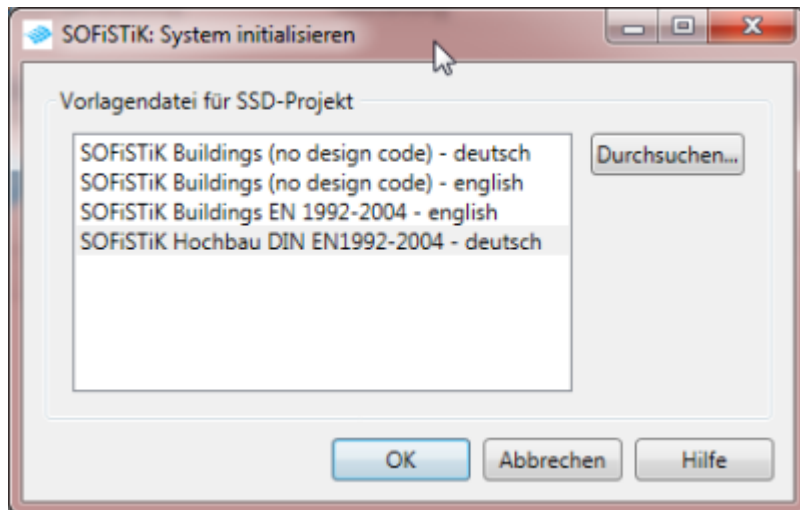 SOFiSTiK: System initialisieren
Vorlagendatei für SSD-Projekt
SOFiSTiK Buildings (no design code) - deutsch
SOFiSTiK Buildings (no design code) - english
SOFiSTiK Buildings EN 1992-2004 - english
SOFiSTiK Hochbau DIN EN1992-2004 - deutsch
Durchsuchen...
OK
Abbrechen
Hilfe